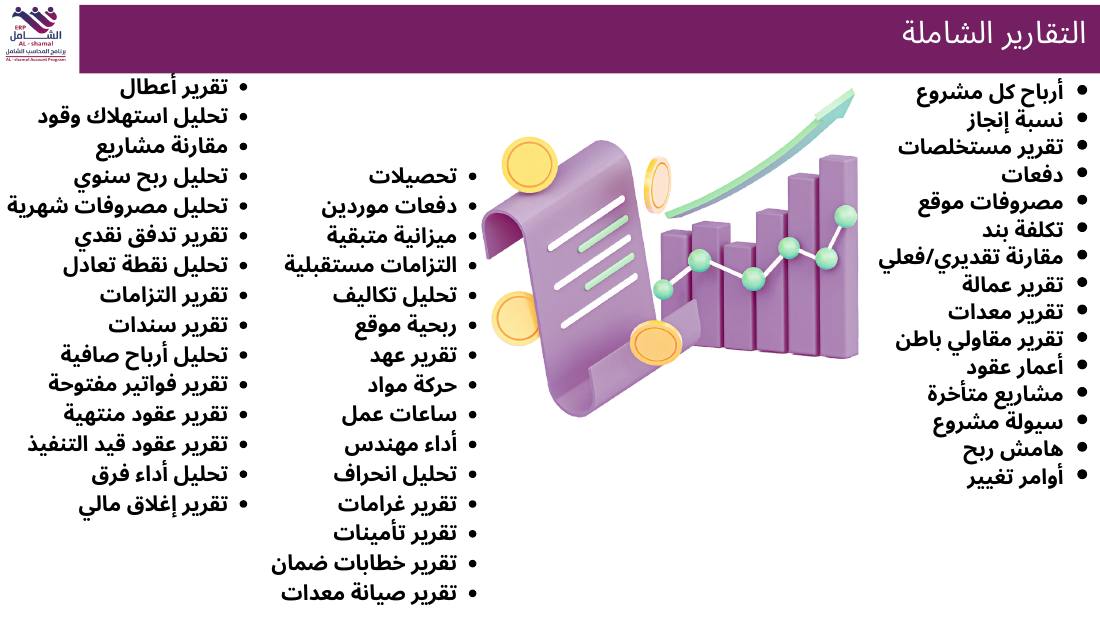 التقارير الشاملة
ERP
الشـــامل
AL - shamal
برنامج المحاسب الشامل
AL - shamal Account Program
• أرباح كل مشروع
• نسبة إنجاز
• تقرير مستخلصات
• دفعات
• مصروفات موقع
• تكلفة بند
• مقارنة تقديري/فعلي
• تقرير عمالة
• تقرير معدات
• تقرير مقاولي باطن
• أعمار عقود
• مشاريع متأخرة
• سيولة مشروع
• هامش ربح
• أوامر تغيير
• تحصيلات
• دفعات موردين
• ميزانية متبقية
• التزامات مستقبلية
• تحليل تكاليف
• ربحية موقع
• تقرير عهد
• حركة مواد
• ساعات عمل
• أداء مهندس
• تحليل انحراف
• تقرير غرامات
• تقرير تأمينات
• تقرير خطابات ضمان
• تقرير صيانة معدات
• تقرير أعطال
• تحليل استهلاك وقود
• مقارنة مشاريع
• تحليل ربح سنوي
• تحليل مصروفات شهرية
• تقرير تدفق نقدي
• تحليل نقطة تعادل
• تقرير التزامات
• تقرير سندات
• تحليل أرباح صافية
• تقرير فواتير مفتوحة
• تقرير عقود منتهية
• تقرير عقود قيد التنفيذ
• تحليل أداء فرق
• تقرير إغلاق مالي